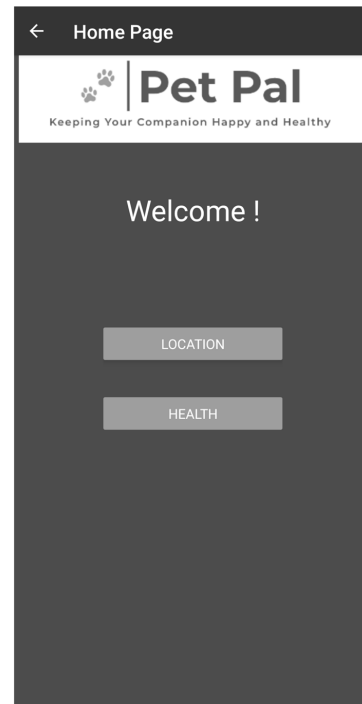 Home Page
Pet Pal
Keeping Your Companion Happy and Healthy
Welcome !
LOCATION
HEALTH